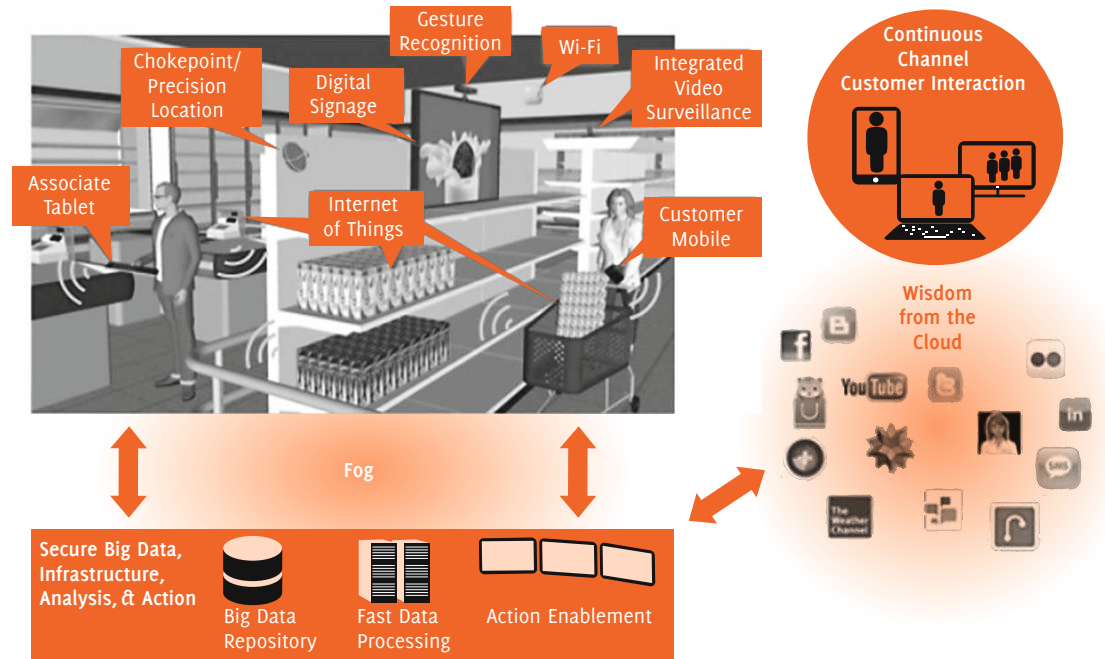 Gesture
Recognition
Wi-Fi
Chokepoint/
Precision
Location
Digital
Signage
Integrated
Video
Surveillance
Associate
Tablet
Internet
of Things
Customer
Mobile
Continuous
Channel
Customer Interaction
Wisdom
from the
Cloud
f
B
YouTube
t
in
SMS
The
Weather
Channel
Fog
Secure Big Data,
Infrastructure,
Analysis, & Action
Big Data
Repository
Fast Data
Processing
Action Enablement